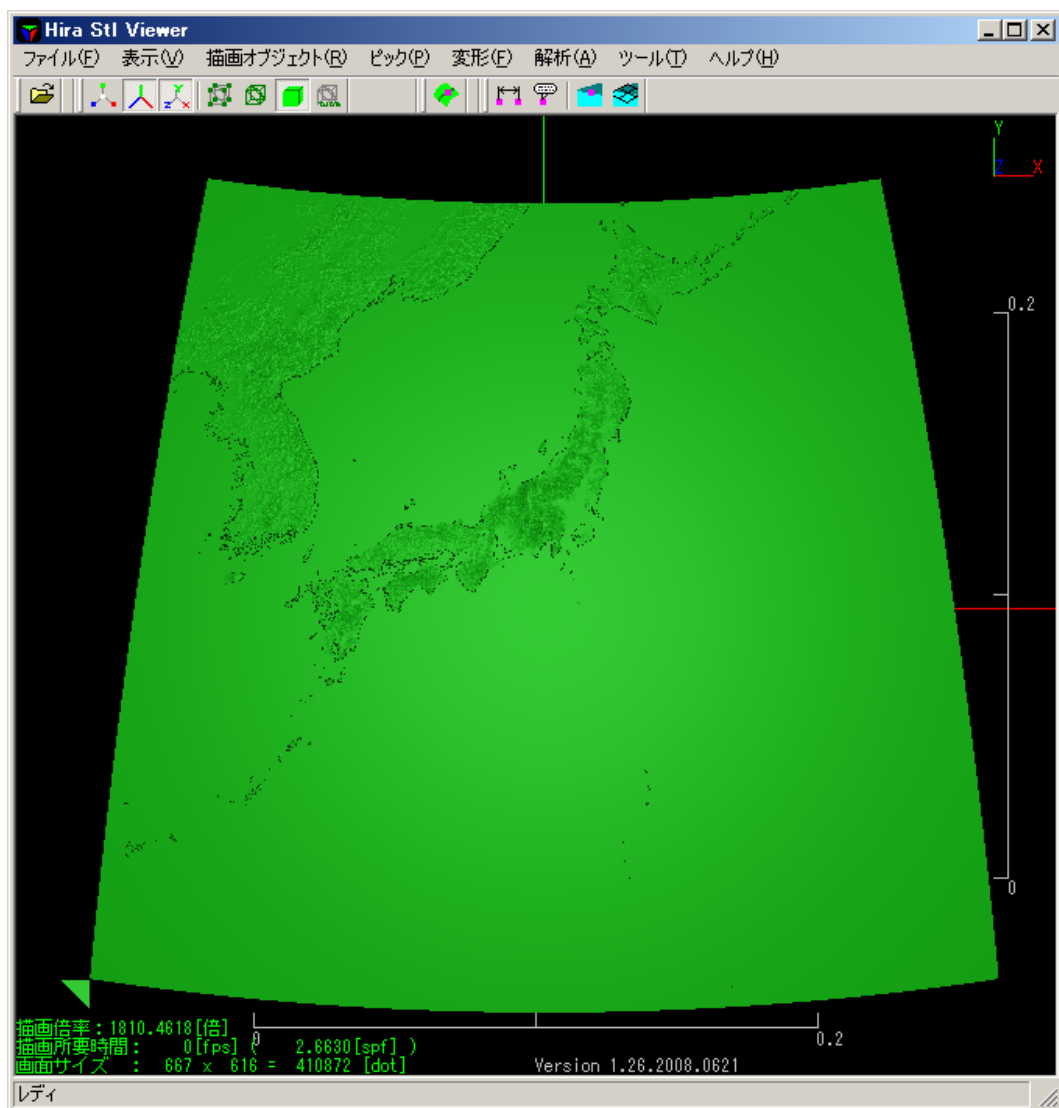 Hira Stl Viewer
ファイル(F) 表示(V) 描画オブジェクト(R) ピック(P) 変形(E) 解析(A) ツール(T) ヘルプ(H)
Y
Z X
0.2
0
0 0.2
描画倍率：1810.4618[倍]
描画所要時間： 0[fps] ( 2.6630[spf] )
画面サイズ ： 667 x 616 = 410872 [dot]
Version 1.26.2008.0621
レディ